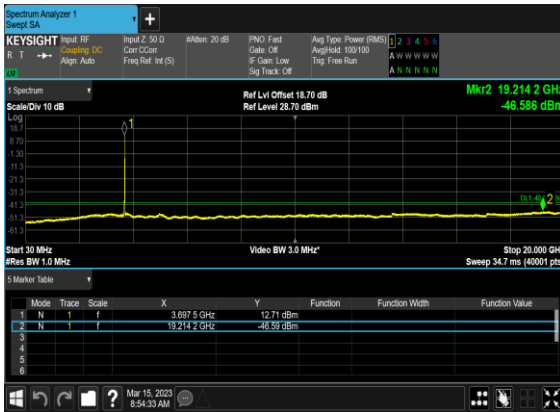 Spectrum Analyzer 1
Swept SA
+
KEYSIGHT Input: RF Input Z: 50 Ω #Atten: 20 dB PNO: Fast Avg Type: Power (RMS) 1 2 3 4 5 6
R T Coupling: DC Corr CCorr Gate: Off Avg|Hold: 100/100 A W W W W W
Align: Auto Freq Ref: Int (S) IF Gain: Low Trig: Free Run
Sig Track: Off A N N N N N
1 Spectrum Ref Lvl Offset 18.70 dB Mkr2 19.214 2 GHz
Scale/Div 10 dB Ref Level 28.70 dBm -46.586 dBm
Log
18.7
1
8.70
-1.30
-11.3
-21.3
-31.3
-41.3
2
-51.3
-61.3
Start 30 MHz Video BW 3.0 MHz* Stop 20.000 GH
#Res BW 1.0 MHz Sweep 34.7 ms (40001 pts
5 Marker Table
Mode Trace Scale X Y Function Function Width Function Value
1 N 1 f 3.697 5 GHz 12.71 dBm
2 N 1 f 19.214 2 GHz -46.59 dBm
3
4
5
6
? Mar 15, 2023
8:54:33 AM